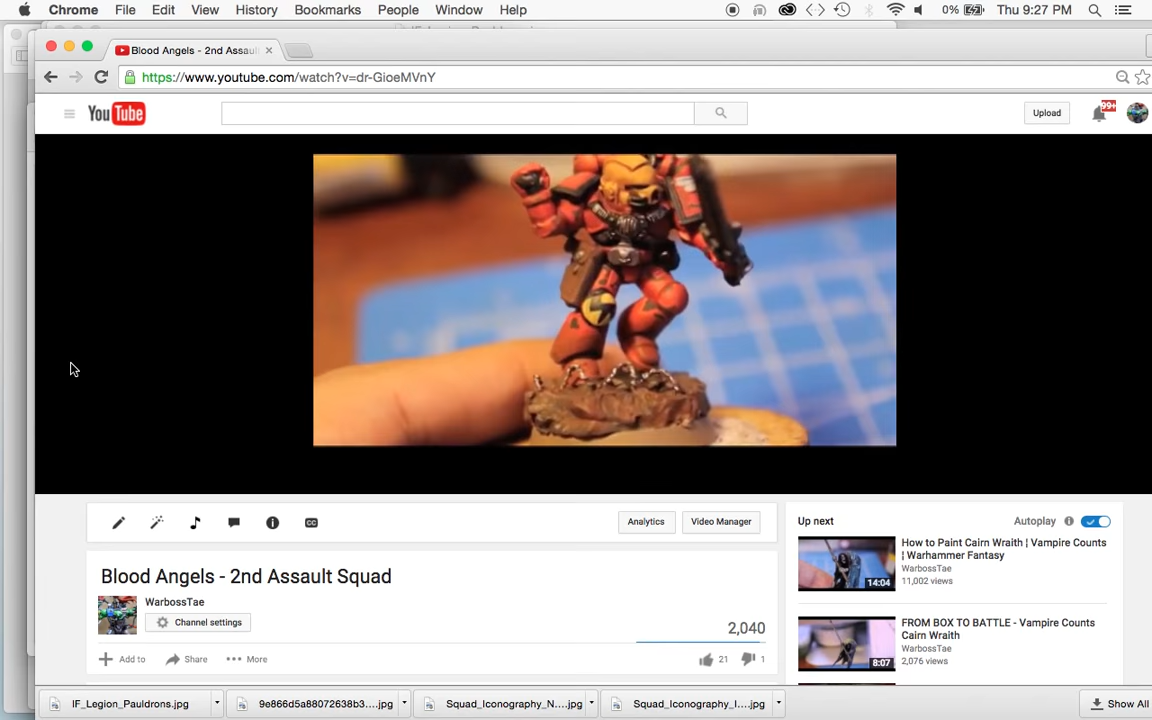 Chrome File Edit View History Bookmarks People Window Help 0% Thu 9:27 PM
Blood Angels - 2nd Assaul
https://www.youtube.com/watch?v=dr-GioeMVnY
YouTube Upload 99+
Analytics Video Manager
Blood Angels - 2nd Assault Squad
WarbossTae
Channel settings
2,040
Add to Share More 21 1
Up next Autoplay
How to Paint Cairn Wraith | Vampire Counts
| Warhammer Fantasy
WarbossTae
11,002 views
14:04
FROM BOX TO BATTLE - Vampire Counts
Cairn Wraith
WarbossTae
2,076 views
8:07
IF_Legion_Pauldrons.jpg 9e866d5a88072638b3....jpg Squad_Iconography_N....jpg Squad_Iconography_I....jpg Show All